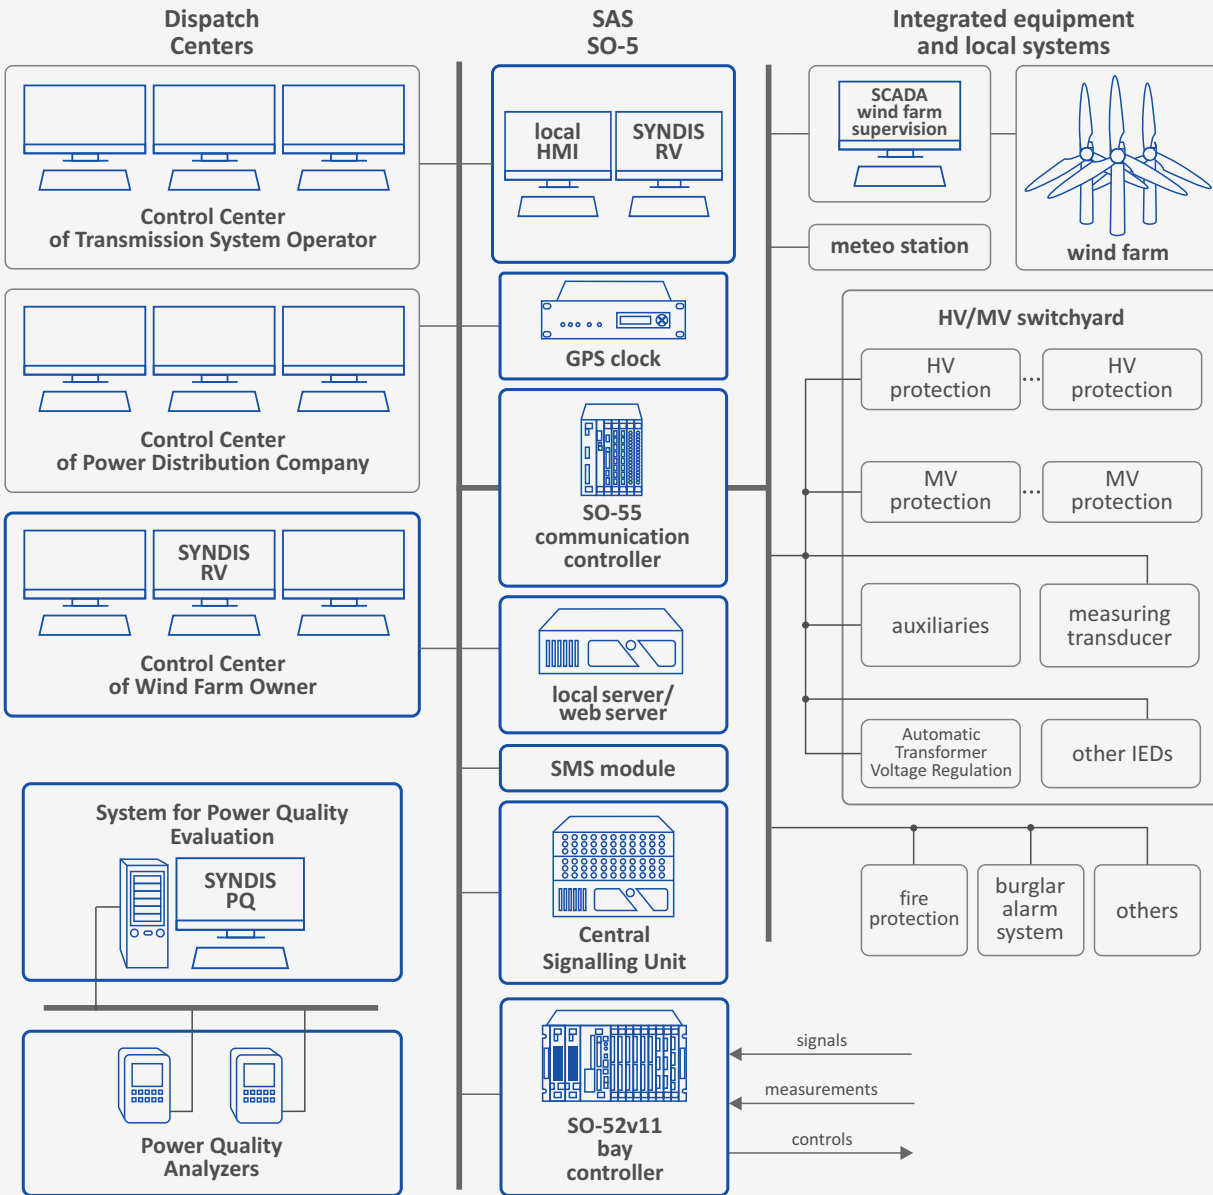 Dispatch
Centers
Control Center
of Transmission System Operator
Control Center
of Power Distribution Company
SYNDIS
RV
Control Center
of Wind Farm Owner
System for Power Quality
Evaluation
SYNDIS
PQ
Power Quality
Analyzers
SAS
SO-5
local
HMI
SYNDIS
RV
GPS clock
SO-55
communication
controller
local server/
web server
SMS module
Central
Signalling Unit
SO-52v11
bay
controller
signals
measurements
controls
Integrated equipment
and local systems
SCADA
wind farm
supervision
wind farm
meteo station
HV/MV switchyard
HV
protection
...
HV
protection
MV
protection
...
MV
protection
auxiliaries
measuring
transducer
Automatic
Transformer
Voltage Regulation
other IEDs
fire
protection
burglar
alarm
system
others